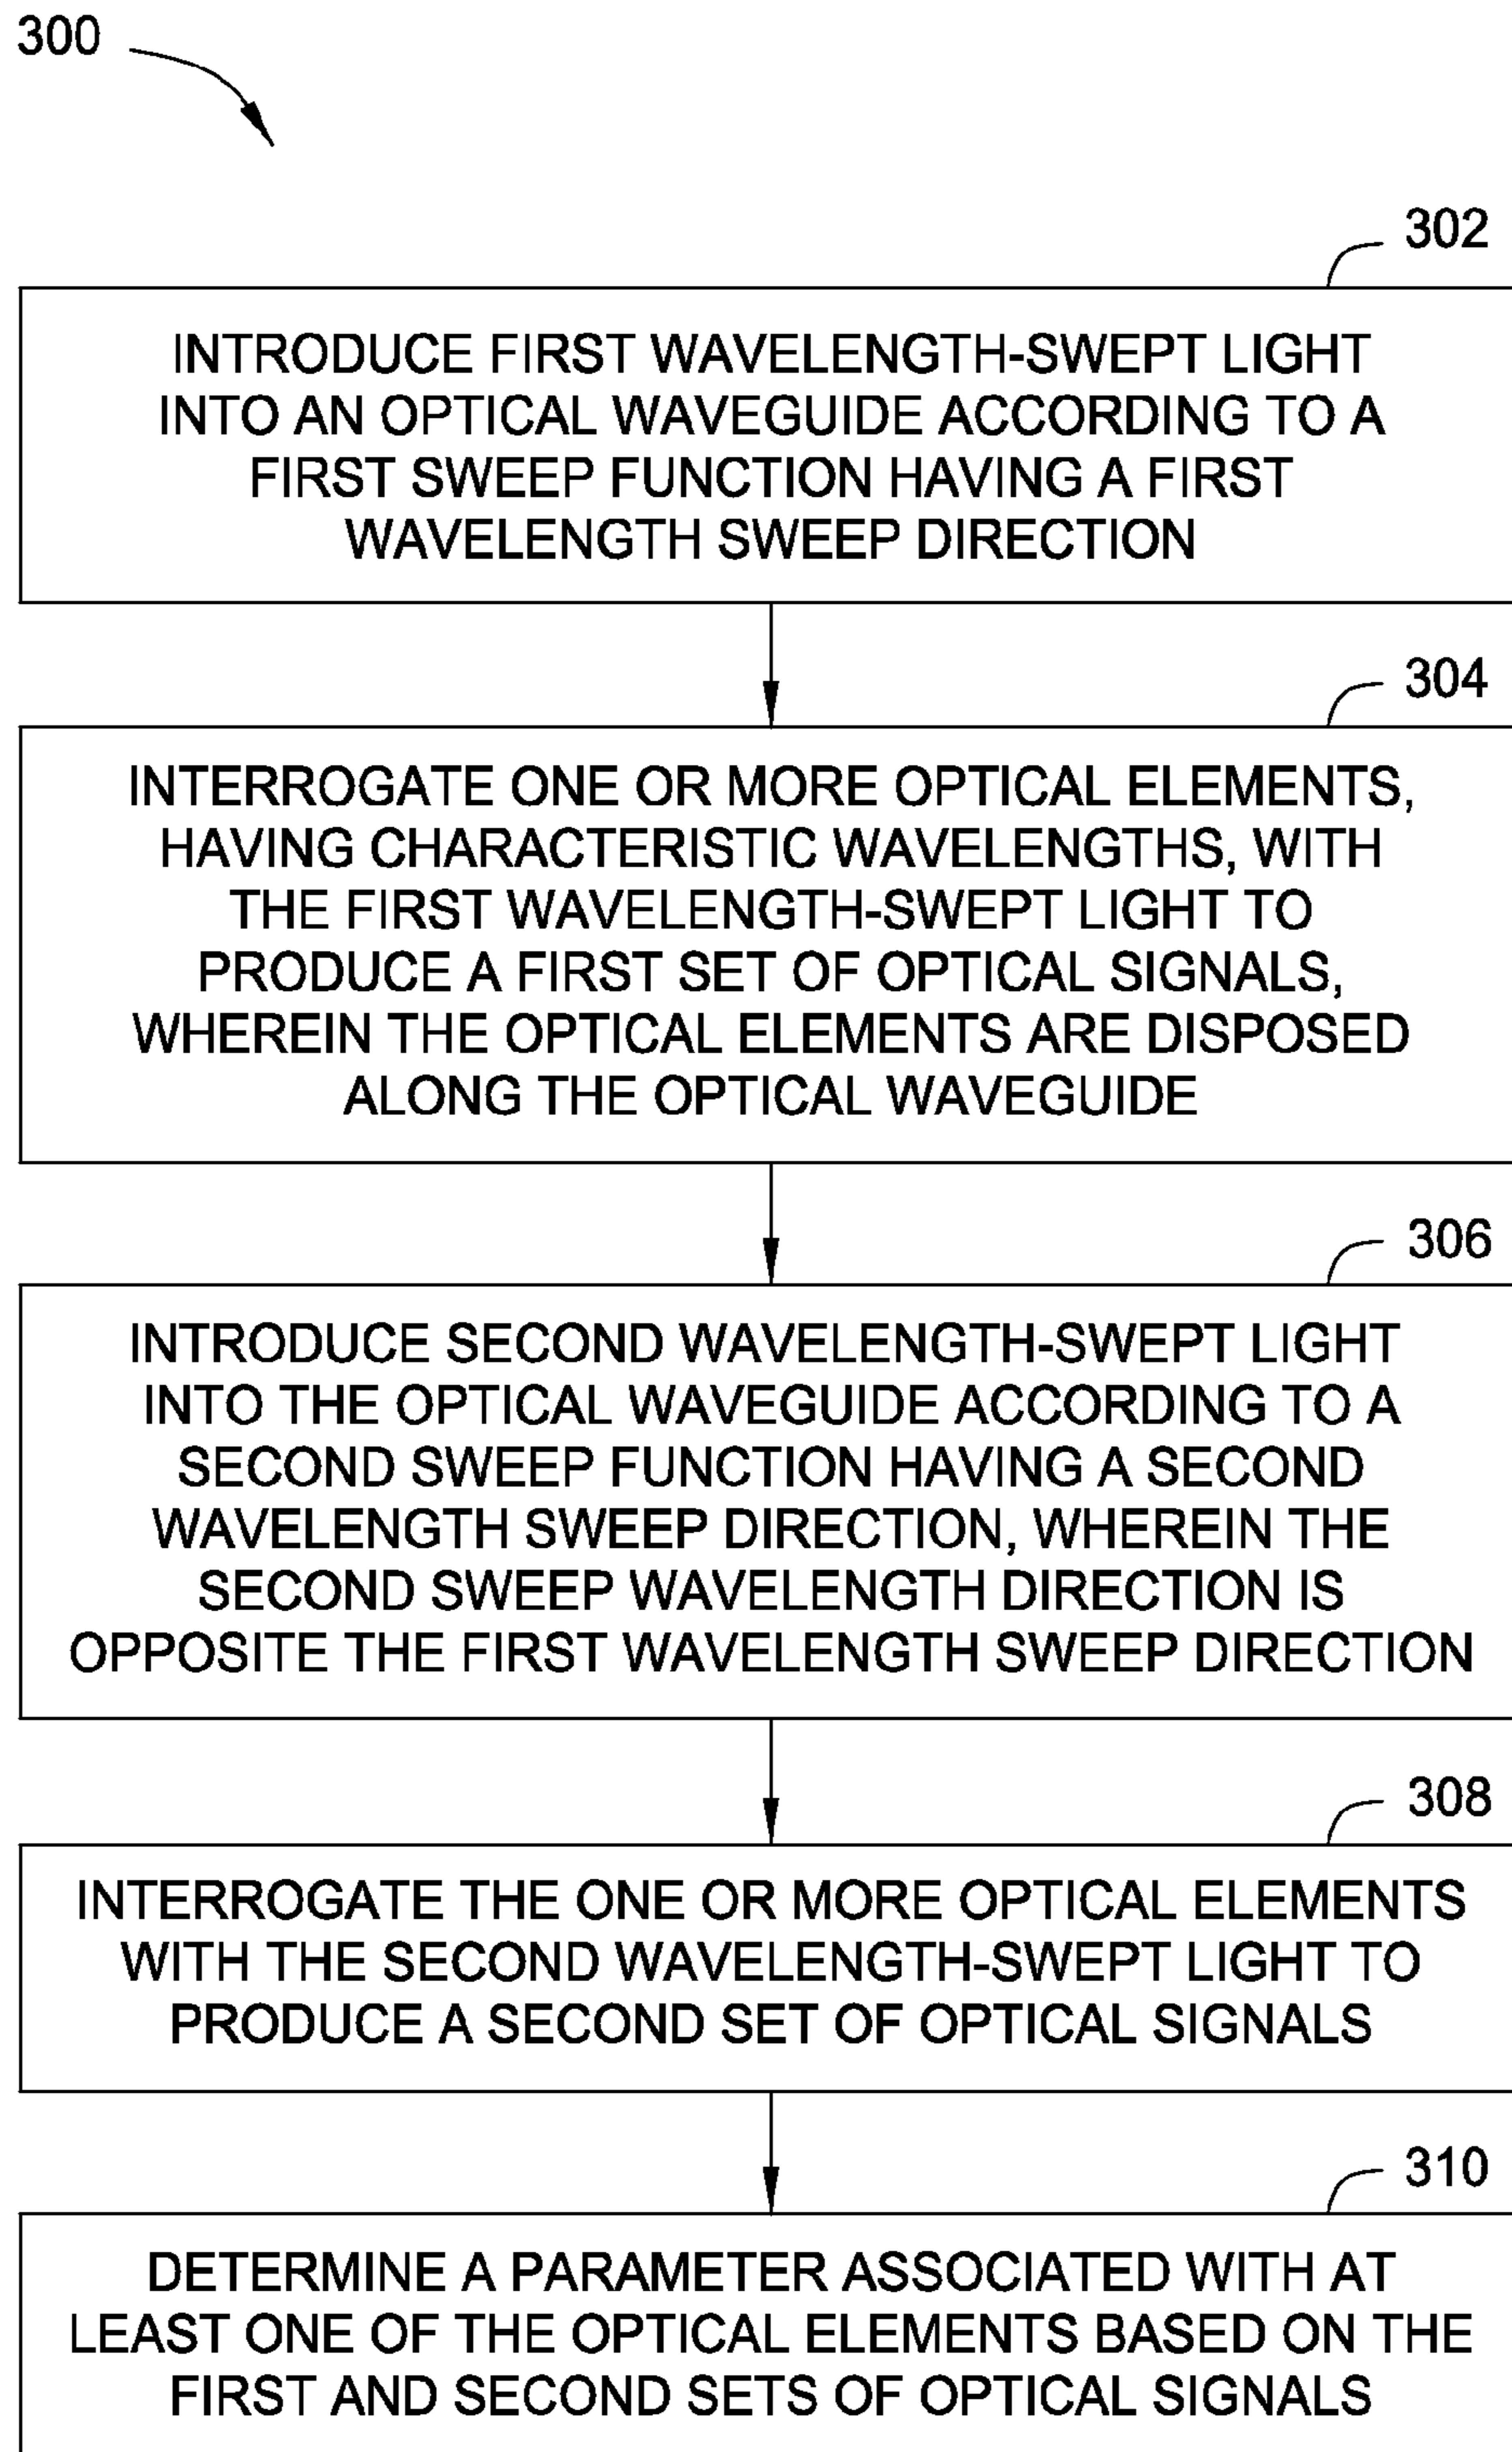 300
302
INTRODUCE FIRST WAVELENGTH-SWEPT LIGHT
INTO AN OPTICAL WAVEGUIDE ACCORDING TO A
FIRST SWEEP FUNCTION HAVING A FIRST
WAVELENGTH SWEEP DIRECTION
304
INTERROGATE ONE OR MORE OPTICAL ELEMENTS,
HAVING CHARACTERISTIC WAVELENGTHS, WITH
THE FIRST WAVELENGTH-SWEPT LIGHT TO
PRODUCE A FIRST SET OF OPTICAL SIGNALS,
WHEREIN THE OPTICAL ELEMENTS ARE DISPOSED
ALONG THE OPTICAL WAVEGUIDE
306
INTRODUCE SECOND WAVELENGTH-SWEPT LIGHT
INTO THE OPTICAL WAVEGUIDE ACCORDING TO A
SECOND SWEEP FUNCTION HAVING A SECOND
WAVELENGTH SWEEP DIRECTION, WHEREIN THE
SECOND SWEEP WAVELENGTH DIRECTION IS
OPPOSITE THE FIRST WAVELENGTH SWEEP DIRECTION
308
INTERROGATE THE ONE OR MORE OPTICAL ELEMENTS
WITH THE SECOND WAVELENGTH-SWEPT LIGHT TO
PRODUCE A SECOND SET OF OPTICAL SIGNALS
310
DETERMINE A PARAMETER ASSOCIATED WITH AT
LEAST ONE OF THE OPTICAL ELEMENTS BASED ON THE
FIRST AND SECOND SETS OF OPTICAL SIGNALS